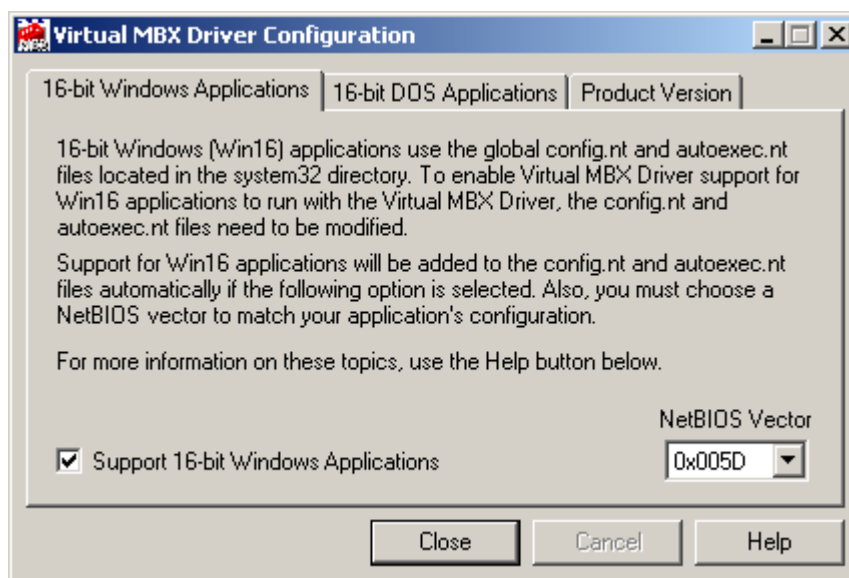 Virtual MBX Driver Configuration
16-bit Windows Applications
16-bit DOS Applications
Product Version
16-bit Windows (Win16) applications use the global config.nt and autoexec.nt
files located in the system32 directory. To enable Virtual MBX Driver support for
Win16 applications to run with the Virtual MBX Driver, the config.nt and
autoexec.nt files need to be modified.
Support for Win16 applications will be added to the config.nt and autoexec.nt
files automatically if the following option is selected. Also, you must choose a
NetBIOS vector to match your application's configuration.
For more information on these topics, use the Help button below.
NetBIOS Vector
Support 16-bit Windows Applications
0x005D
Close
Cancel
Help